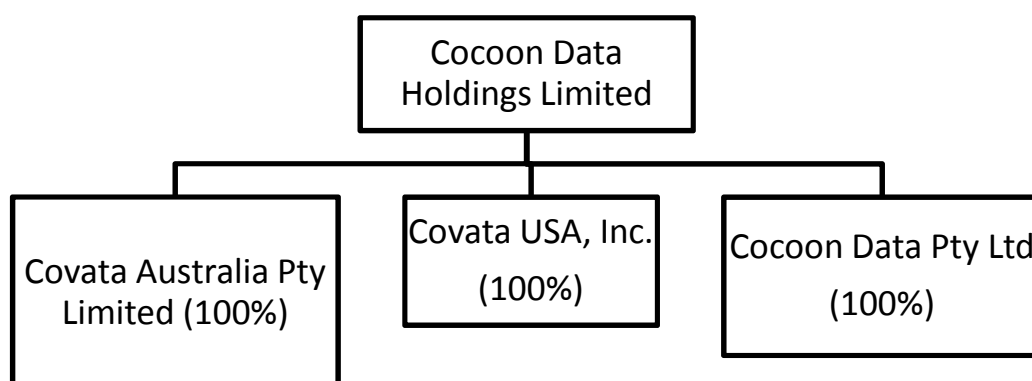 Cocoon Data
Holdings Limited
Covata Australia Pty
Limited (100%)
Covata USA, Inc.
(100%)
Cocoon Data Pty Ltd
(100%)